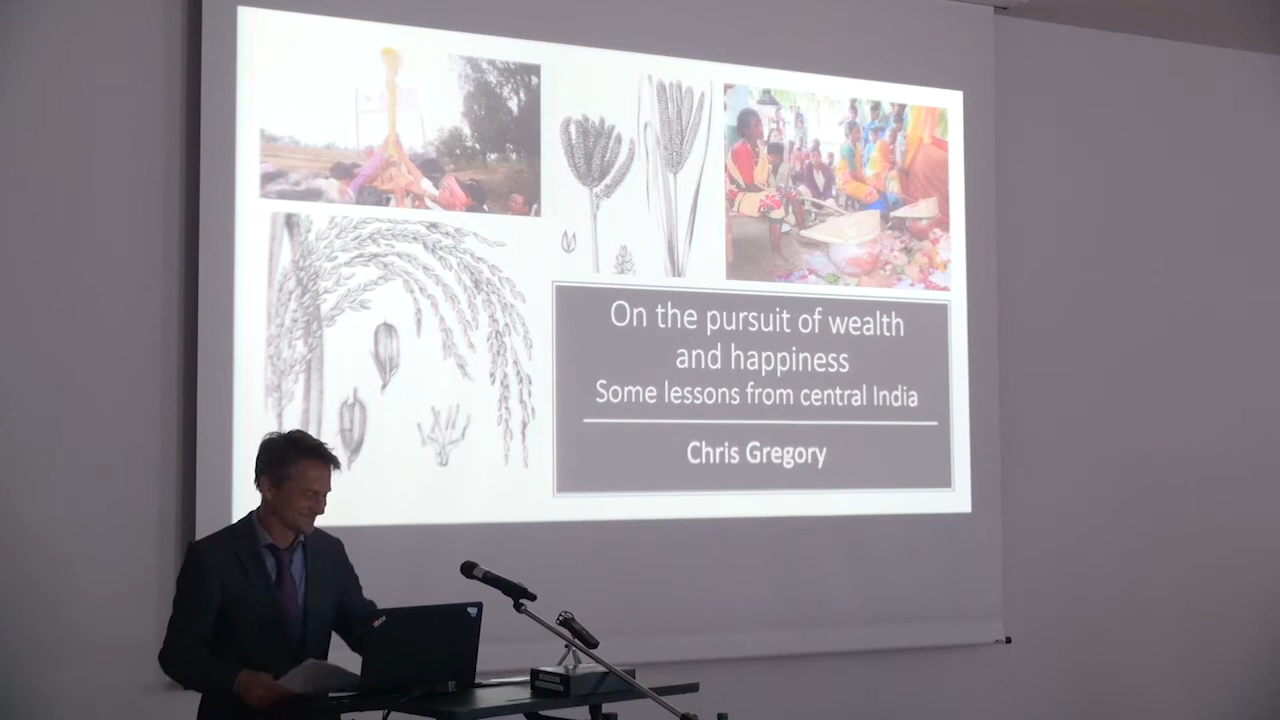 On the pursuit of wealth
and happiness
Some lessons from central India
Chris Gregory